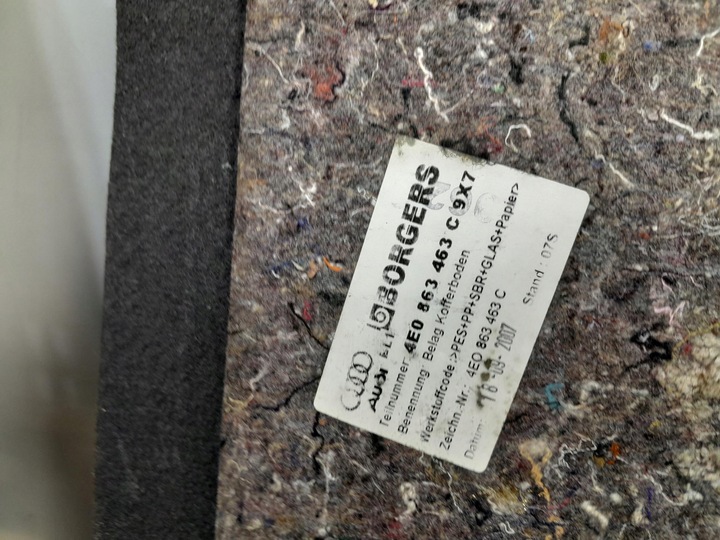 AUDI BORGERS
Teilnummer: 4E0 863 463 C 9X7
Benennung: Belag Kofferboden
Werkstoffcode: >PES+PP+SBR+GLAS+Papier>
Zeichn.-Nr.: 4E0 863 463 C Stand: 07S
Datum: 09 2007